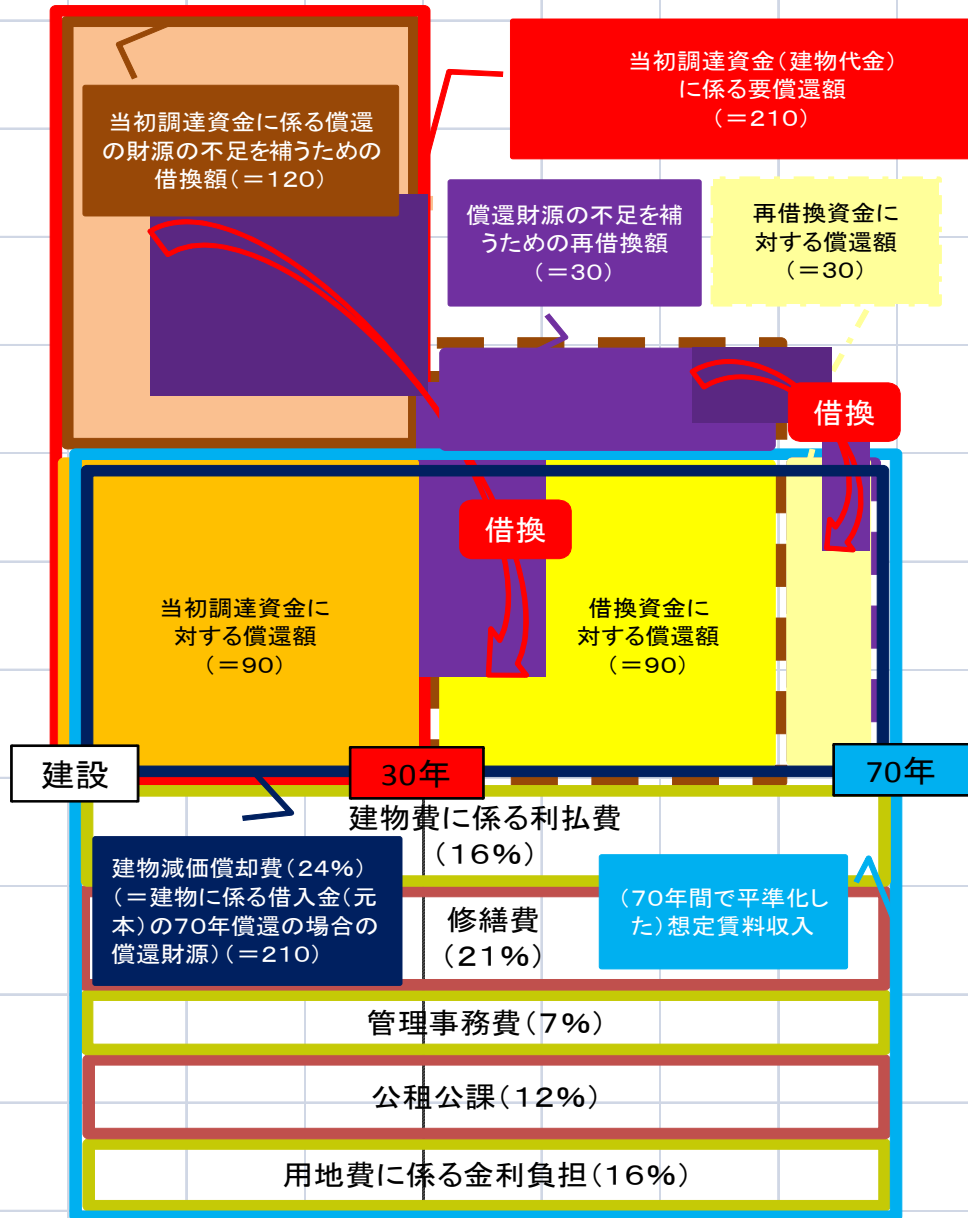 当初調達資金(建物代金)
に係る要償還額
(=210)
当初調達資金に係る償還
の財源の不足を補うための
借換額(=120)
償還財源の不足を補
うための再借換額
(=30)
再借換資金に
対する償還額
(=30)
借換
借換
当初調達資金に
対する償還額
(=90)
借換資金に
対する償還額
(=90)
建設
30年
70年
建物費に係る利払費
(16%)
建物減価償却費(24%)
(=建物に係る借入金(元
本)の70年償還の場合の
償還財源)(=210)
(70年間で平準化し
た)想定賃料収入
修繕費
(21%)
管理事務費(7%)
公租公課(12%)
用地費に係る金利負担(16%)